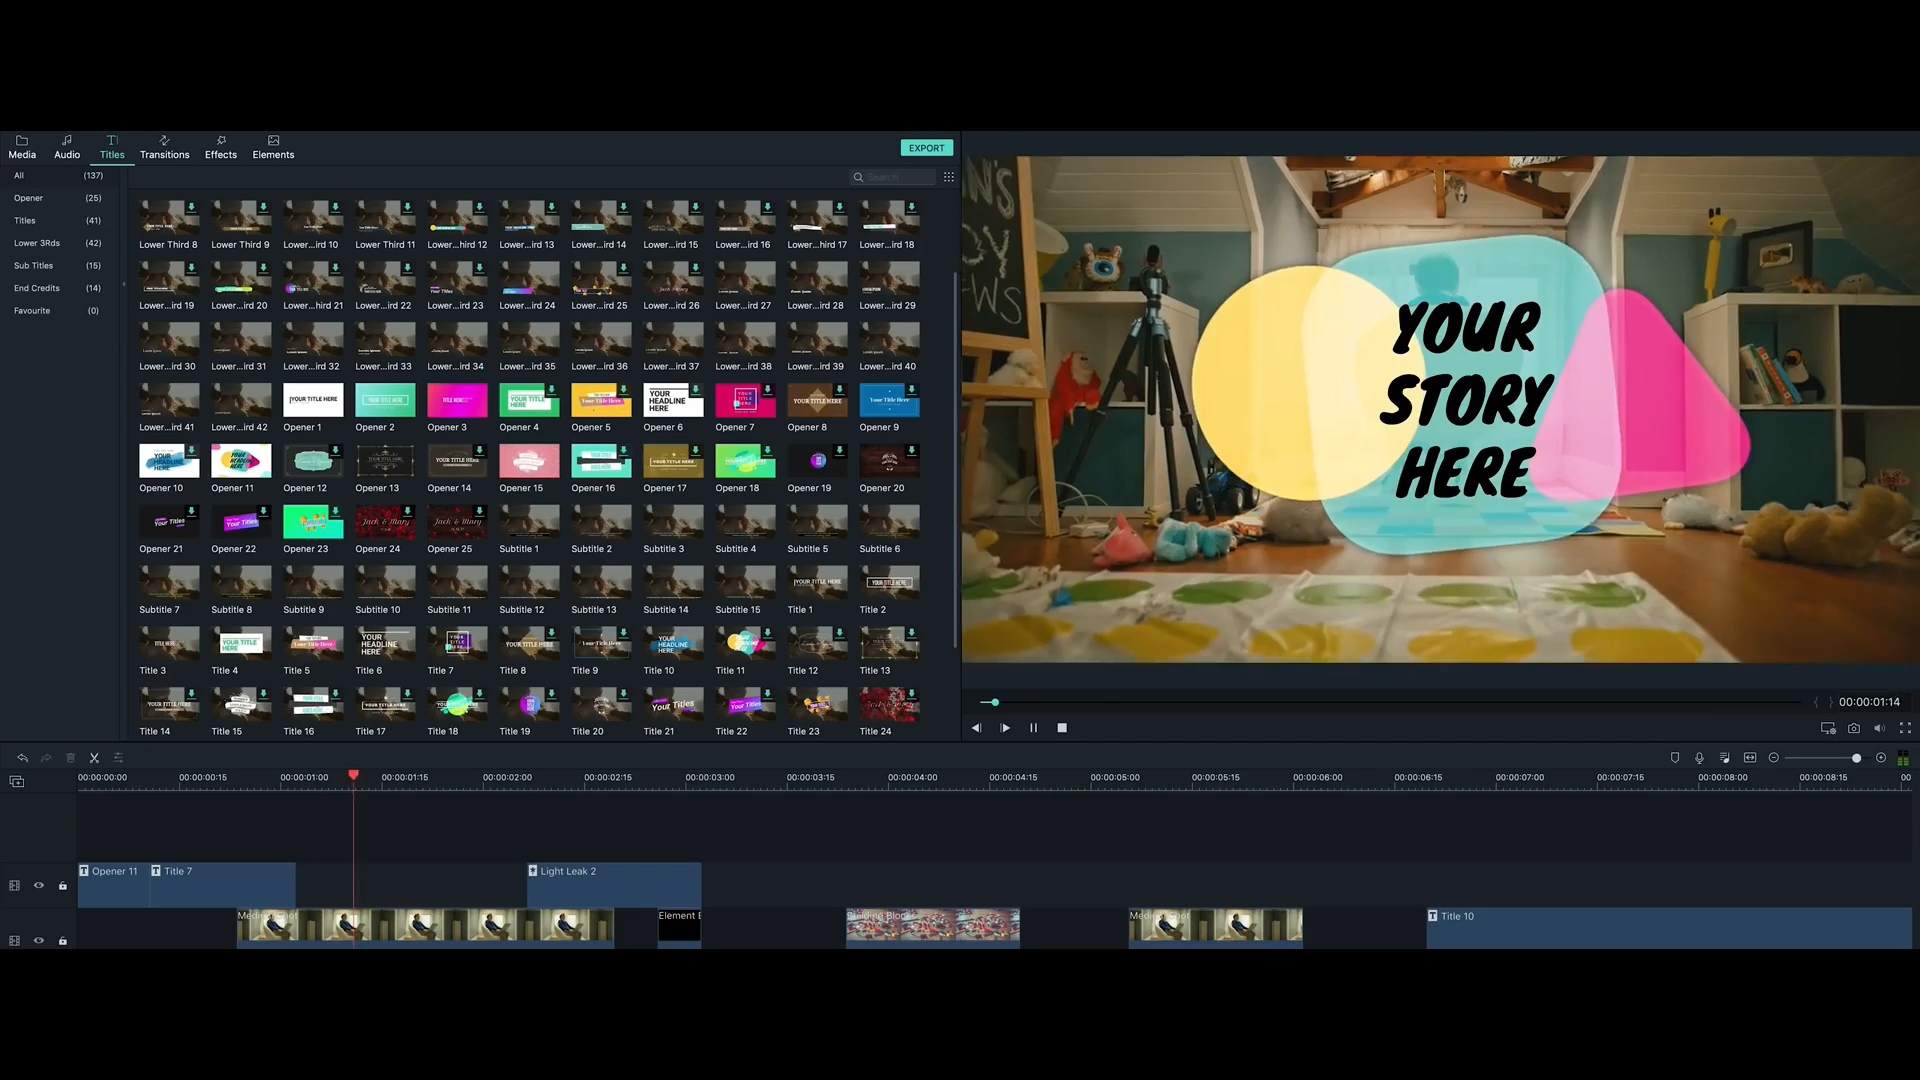 Media Audio Titles Transitions Effects Elements EXPORT
All (137)
Opener (25)
Titles (41)
Lower 3Rds (42)
Sub Titles (15)
End Credits (14)
Favourite (0)
Search
Lower Third 8 Lower Third 9 Lower...ird 10 Lower Third 11 Lower...hird 12 Lower...ird 13 Lower...ird 14 Lower...ird 15 Lower...ird 16 Lower...hird 17 Lower...ird 18
Lower...ird 19 Lower...ird 20 Lower...hird 21 Lower...ird 22 Lower...ird 23 Lower...ird 24 Lower...ird 25 Lower...ird 26 Lower...ird 27 Lower...ird 28 Lower...ird 29
Lower...ird 30 Lower...ird 31 Lower...ird 32 Lower...ird 33 Lower...ird 34 Lower...ird 35 Lower...ird 36 Lower...ird 37 Lower...ird 38 Lower...ird 39 Lower...ird 40
Lower...ird 41 Lower...ird 42 Opener 1 Opener 2 Opener 3 Opener 4 Opener 5 Opener 6 Opener 7 Opener 8 Opener 9
Opener 10 Opener 11 Opener 12 Opener 13 Opener 14 Opener 15 Opener 16 Opener 17 Opener 18 Opener 19 Opener 20
Opener 21 Opener 22 Opener 23 Opener 24 Opener 25 Subtitle 1 Subtitle 2 Subtitle 3 Subtitle 4 Subtitle 5 Subtitle 6
Subtitle 7 Subtitle 8 Subtitle 9 Subtitle 10 Subtitle 11 Subtitle 12 Subtitle 13 Subtitle 14 Subtitle 15 Title 1 Title 2
Title 3 Title 4 Title 5 Title 6 Title 7 Title 8 Title 9 Title 10 Title 11 Title 12 Title 13
Title 14 Title 15 Title 16 Title 17 Title 18 Title 19 Title 20 Title 21 Title 22 Title 23 Title 24
YOUR
STORY
HERE
00:00:01:14
00:00:00:00 00:00:00:15 00:00:01:00 00:00:01:15 00:00:02:00 00:00:02:15 00:00:03:00 00:00:03:15 00:00:04:00 00:00:04:15 00:00:05:00 00:00:05:15 00:00:06:00 00:00:06:15 00:00:07:00 00:00:07:15 00:00:08:00 00:00:08:15 00
Opener 11 Title 7 Light Leak 2
Medium Shot Element E Building Blocks Medium Shot Title 10